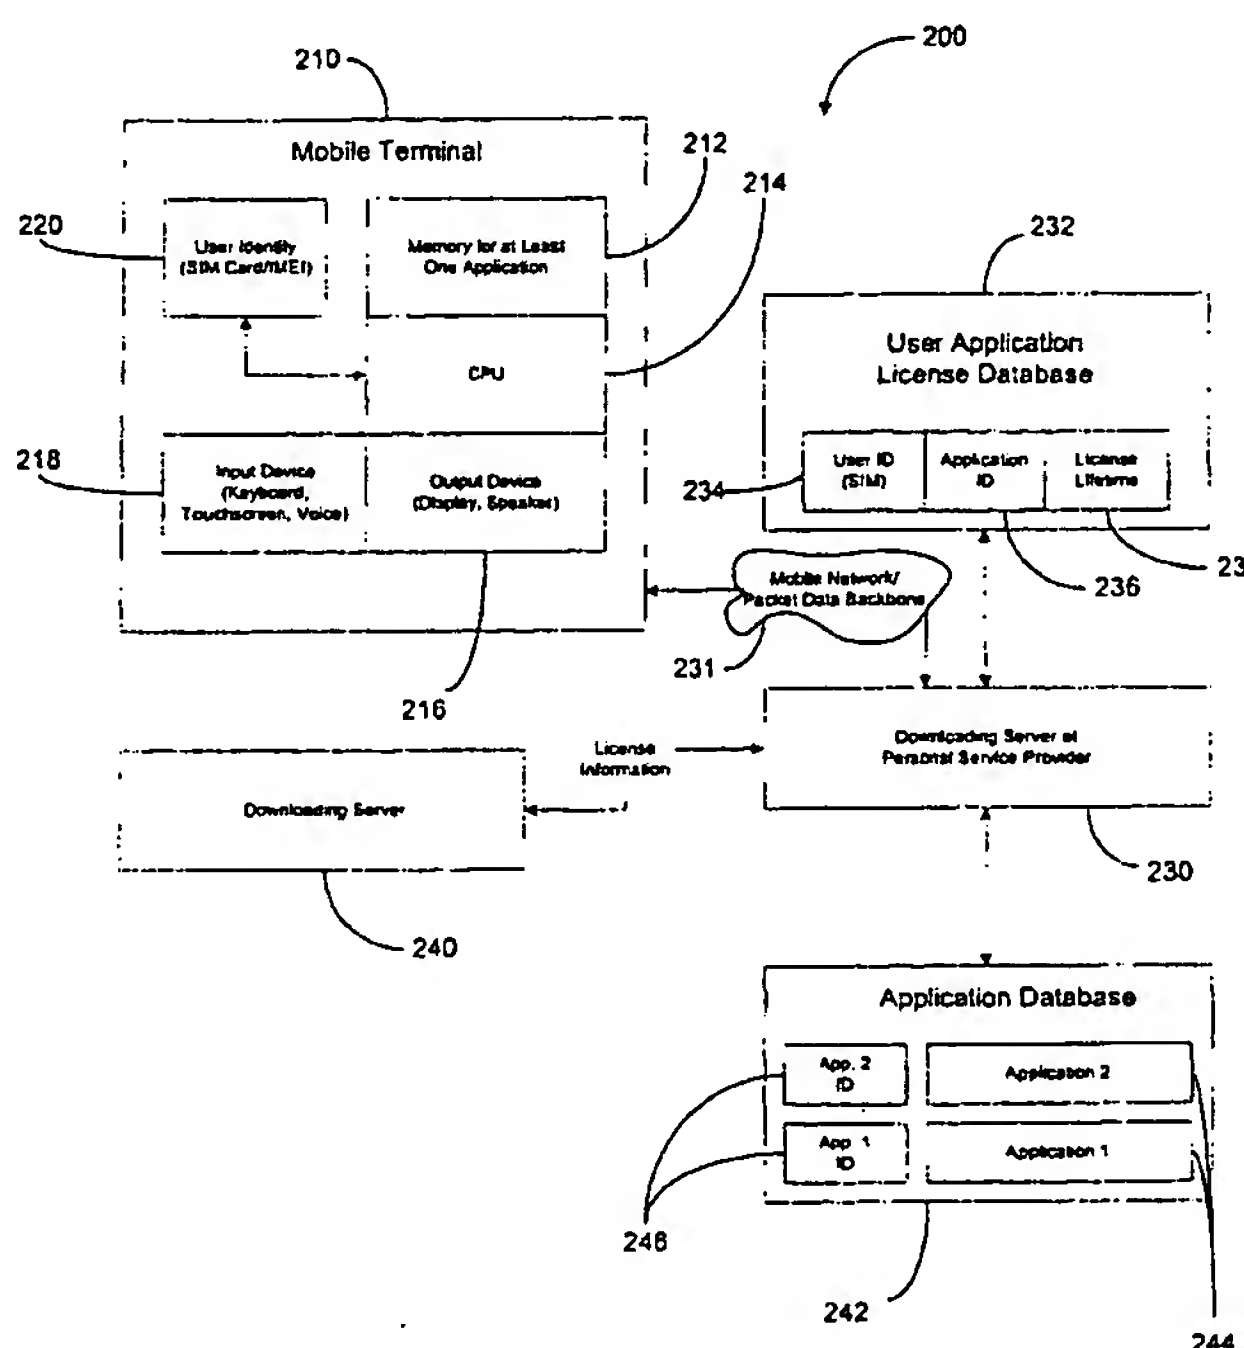 200
210
Mobile Terminal
212
214
220
User Identity
(SIM Card/IMEI)
Memory for at Least
One Application
232
User Application
License Database
CPU
218
Input Device
(Keyboard,
Touchscreen, Voice)
Output Device
(Display, Speaker)
234
User ID
(SIM)
Application
ID
License
Lifetime
236
23
Mobile Network/
Packet Data Backbone
231
216
License
Information
Downloading Server at
Personal Service Provider
Downloading Server
230
240
Application Database
App. 2
ID
Application 2
App. 1
ID
Application 1
246
242
244